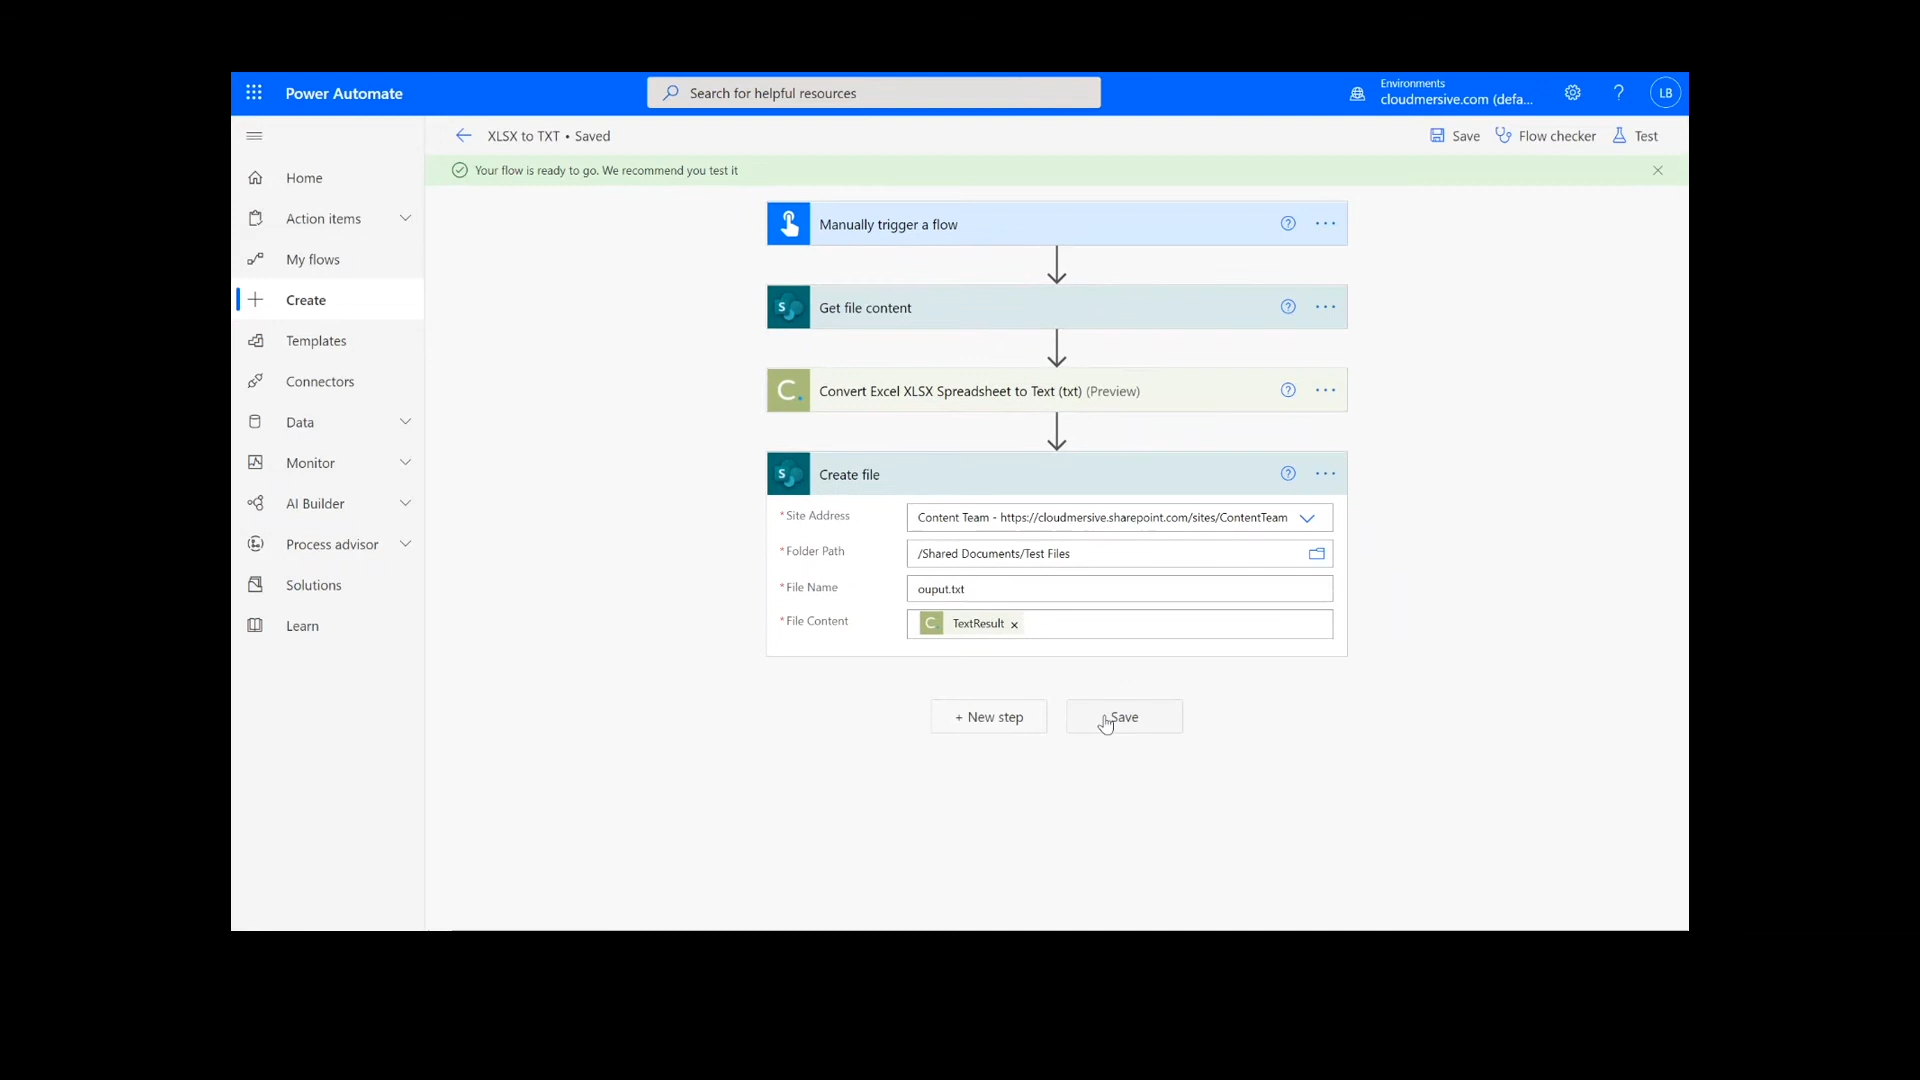 Power Automate
Search for helpful resources
Environments
cloudmersive.com (defa...
?
LB
XLSX to TXT • Saved
Save
Flow checker
Test
Your flow is ready to go. We recommend you test it
Home
Action items
My flows
Create
Templates
Connectors
Data
Monitor
AI Builder
Process advisor
Solutions
Learn
Manually trigger a flow
Get file content
Convert Excel XLSX Spreadsheet to Text (txt) (Preview)
Create file
* Site Address
Content Team - https://cloudmersive.sharepoint.com/sites/ContentTeam
* Folder Path
/Shared Documents/Test Files
* File Name
ouput.txt
* File Content
TextResult
+ New step
Save